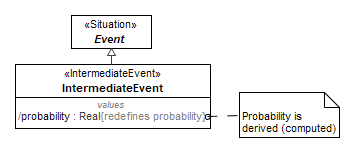 «Situation»
Event
«IntermediateEvent»
IntermediateEvent
values
/probability : Real{redefines probability}
Probability is
derived (computed)